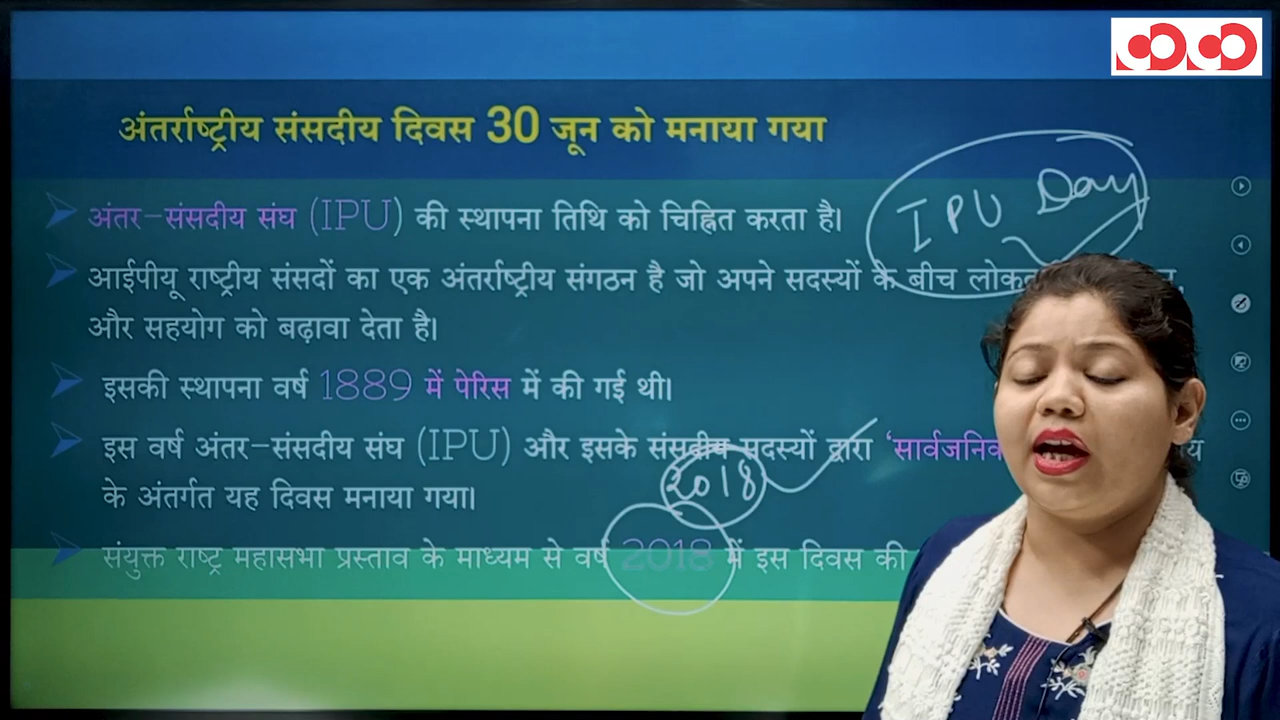 अंतर्राष्ट्रीय संसदीय दिवस 30 जून को मनाया गया
अंतर-संसदीय संघ (IPU) की स्थापना तिथि को चिह्नित करता है।
IPU Day
आईपीयू राष्ट्रीय संसदों का एक अंतर्राष्ट्रीय संगठन है जो अपने सदस्यों के बीच
और सहयोग को बढ़ावा देता है।
इसकी स्थापना वर्ष 1889 में पेरिस में की गई थी।
इस वर्ष अंतर-संसदीय संघ (IPU) और इसके संसदीय सदस्यों द्वारा 'सार्वजनिक
के अंतर्गत यह दिवस मनाया गया।
2018
संयुक्त राष्ट्र महासभा प्रस्ताव के माध्यम से वर्ष 2018 में इस दिवस की